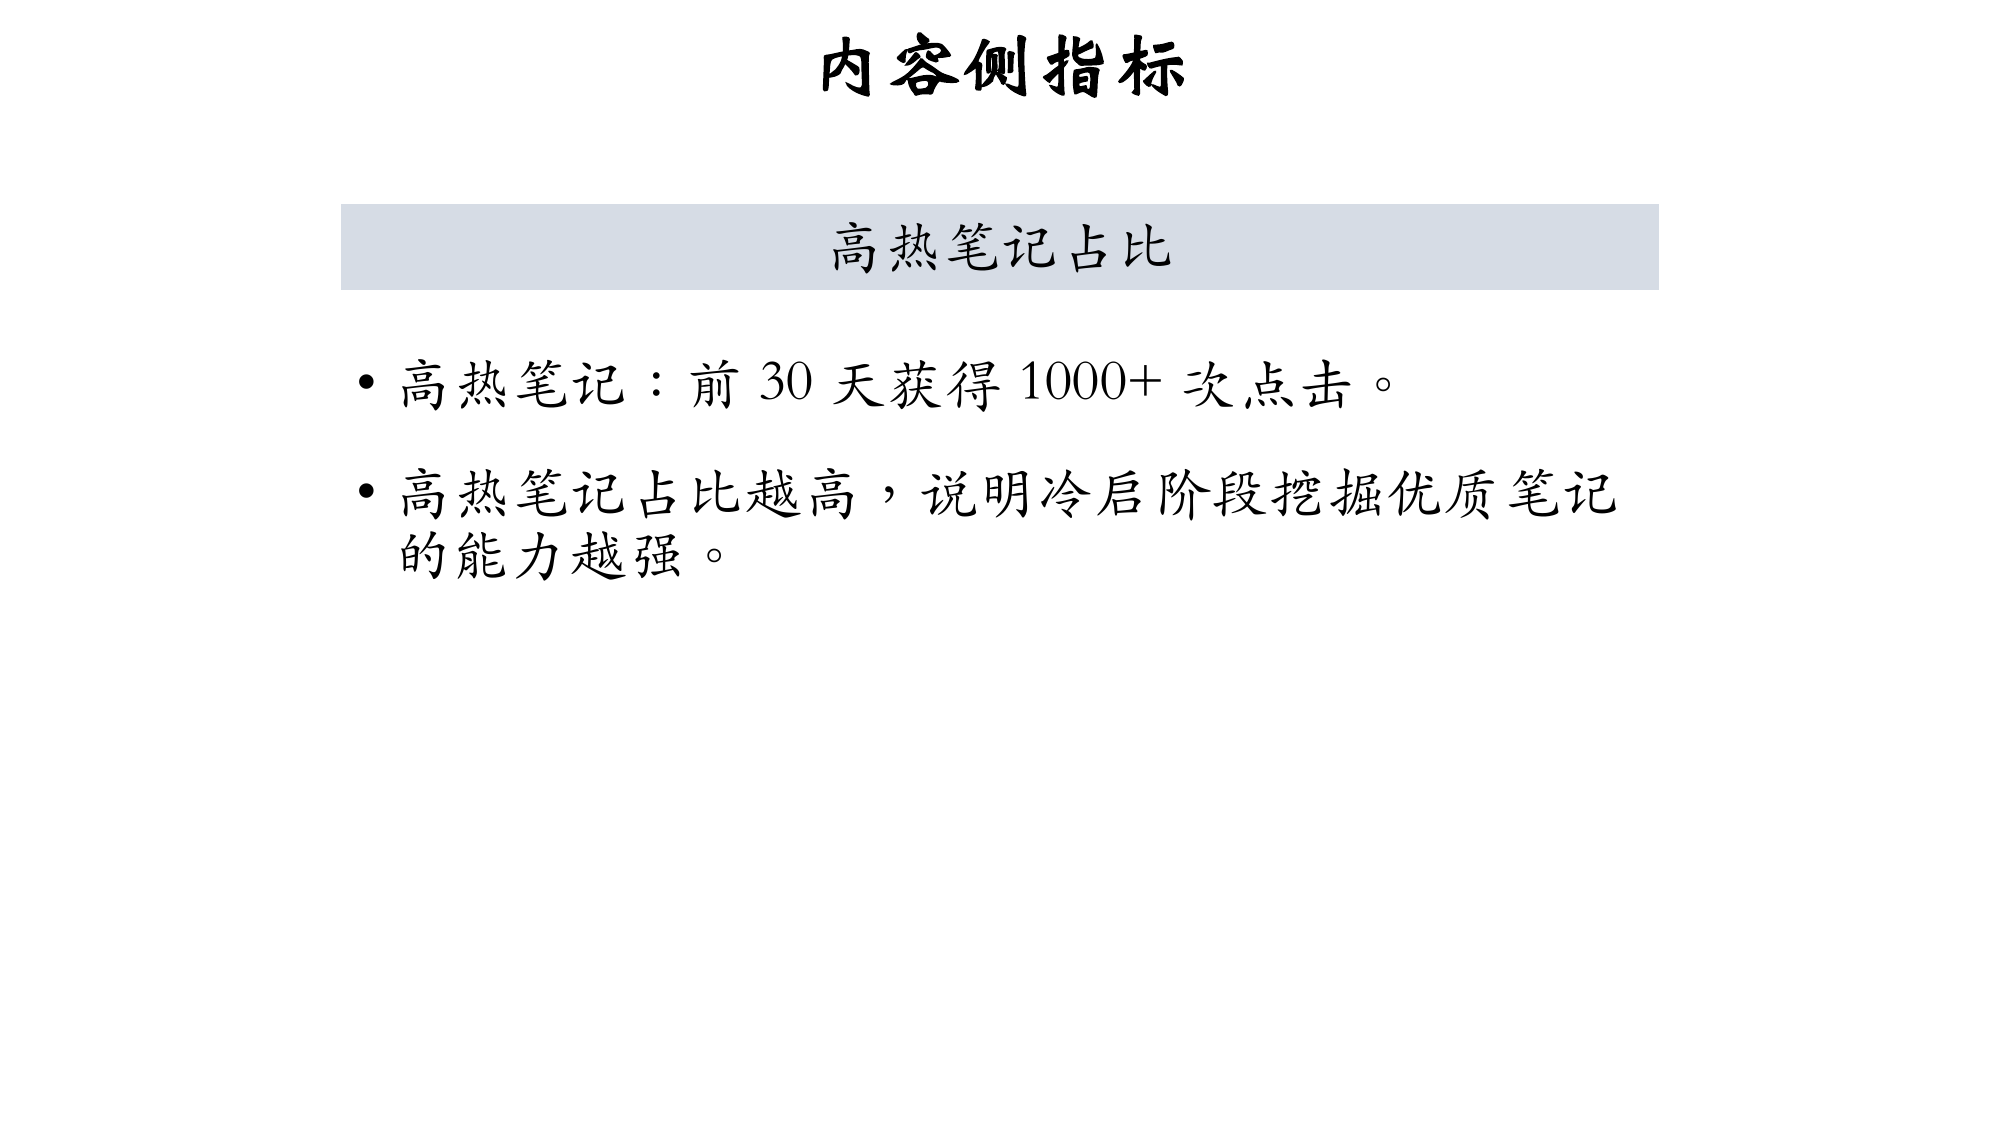 内容侧指标
高热笔记占比
• 高热笔记：前 30 天获得 1000+ 次点击。
• 高热笔记占比越高，说明冷启阶段挖掘优质笔记
的能力越强。